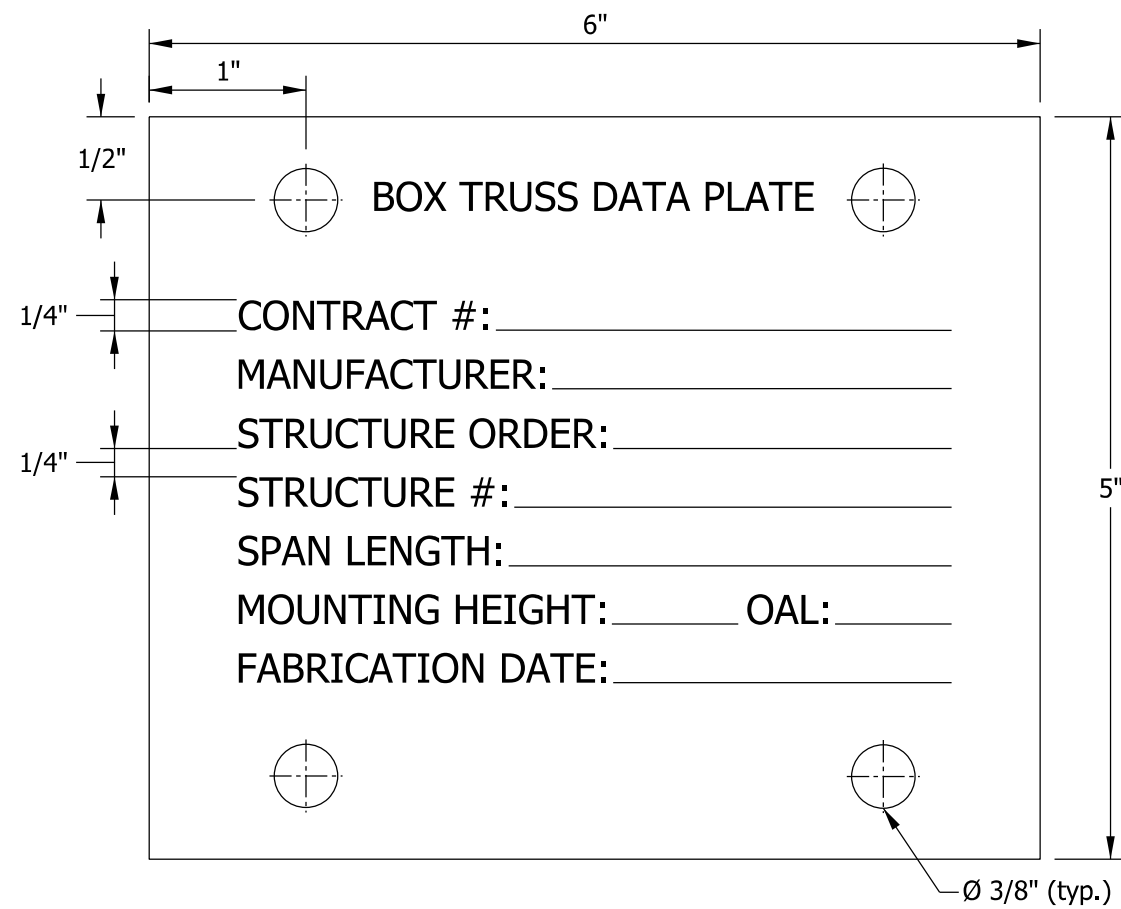 6"
1"
1/2"
BOX TRUSS DATA PLATE
1/4"
CONTRACT #:
MANUFACTURER:
STRUCTURE ORDER:
1/4"
STRUCTURE #:
5"
SPAN LENGTH:
MOUNTING HEIGHT: OAL:
FABRICATION DATE:
Ø 3/8" (typ.)